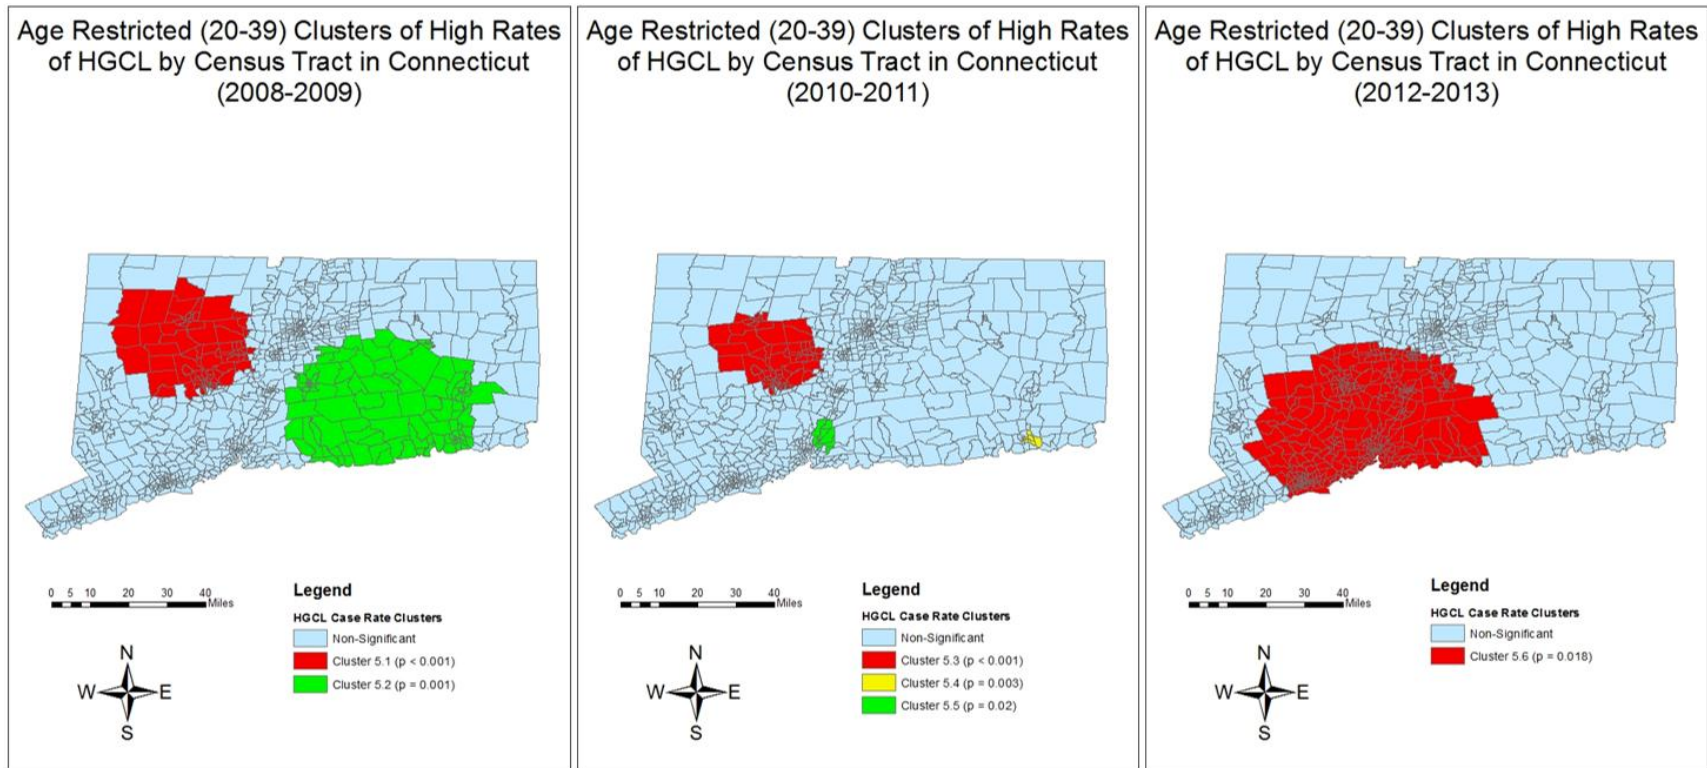 Age Restricted (20-39) Clusters of High Rates
of HGCL by Census Tract in Connecticut
(2008-2009)
0 5 10 20 30 40
Miles
Legend
HGCL Case Rate Clusters
Non-Significant
Cluster 5.1 (p < 0.001)
Cluster 5.2 (p = 0.001)
N
W E
S
Age Restricted (20-39) Clusters of High Rates
of HGCL by Census Tract in Connecticut
(2010-2011)
0 5 10 20 30 40
Miles
Legend
HGCL Case Rate Clusters
Non-Significant
Cluster 5.3 (p < 0.001)
Cluster 5.4 (p = 0.003)
Cluster 5.5 (p = 0.02)
N
W E
S
Age Restricted (20-39) Clusters of High Rates
of HGCL by Census Tract in Connecticut
(2012-2013)
0 5 10 20 30 40
Miles
Legend
HGCL Case Rate Clusters
Non-Significant
Cluster 5.6 (p = 0.018)
N
W E
S